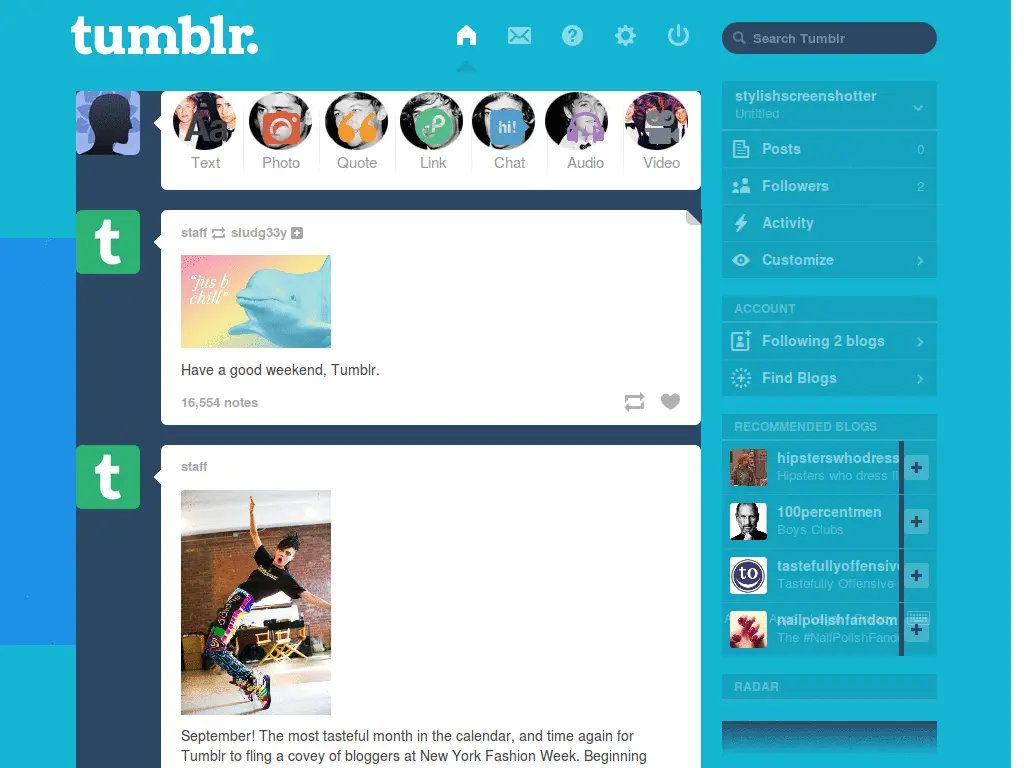 tumblr.
Search Tumblr
Aa
hi!
Text Photo Quote Link Chat Audio Video
stylishscreenshotter
Untitled
Posts 0
Followers 2
Activity
Customize
t
staff sludg33y
"jus b
chill"
Have a good weekend, Tumblr.
16,554 notes
ACCOUNT
Following 2 blogs
Find Blogs
RECOMMENDED BLOGS
hipsterswhodress
Hipsters who dress li
100percentmen
Boys Clubs
to
tastefullyoffensive
Tastefully Offensive
nailpolishfandom
The #NailPolishFand
RADAR
t
staff
September! The most tasteful month in the calendar, and time again for
Tumblr to fling a covey of bloggers at New York Fashion Week. Beginning